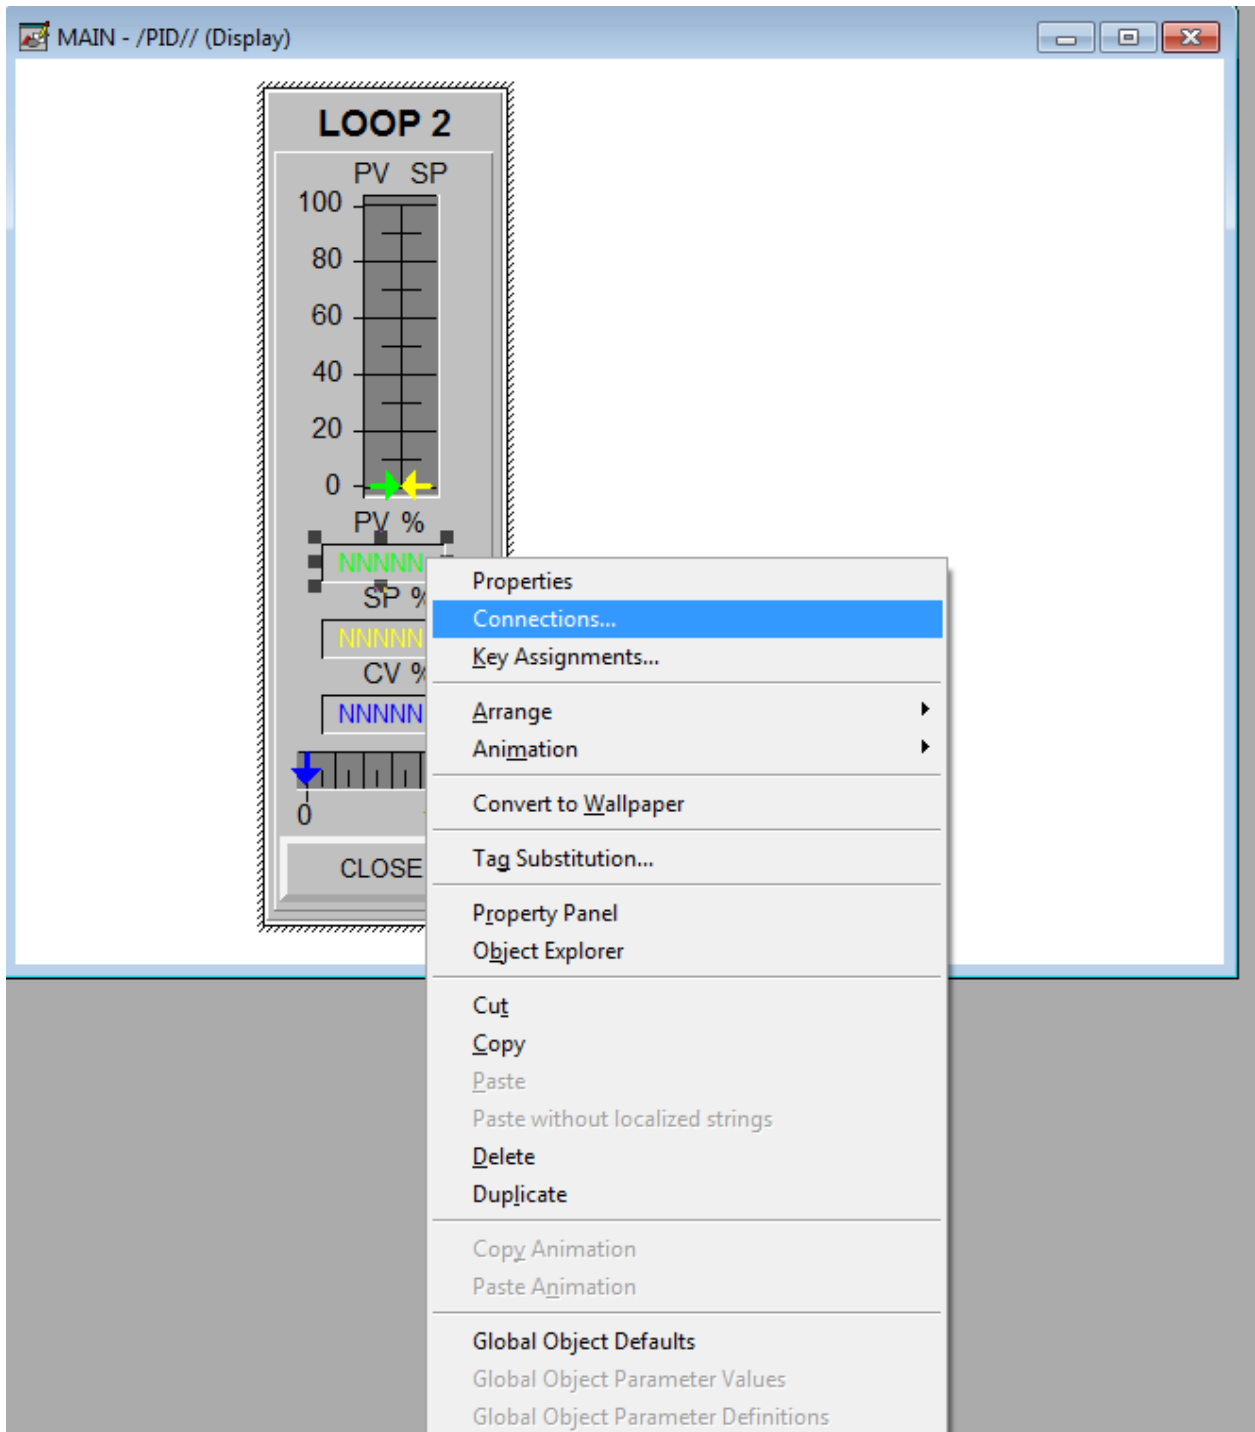 MAIN - /PID// (Display)
LOOP 2
PV SP
100
80
60
40
20
0
PV %
NNNNN
SP %
NNNNN
CV %
NNNNN
0
CLOSE
Properties
Connections...
Key Assignments...
Arrange
Animation
Convert to Wallpaper
Tag Substitution...
Property Panel
Object Explorer
Cut
Copy
Paste
Paste without localized strings
Delete
Duplicate
Copy Animation
Paste Animation
Global Object Defaults
Global Object Parameter Values
Global Object Parameter Definitions